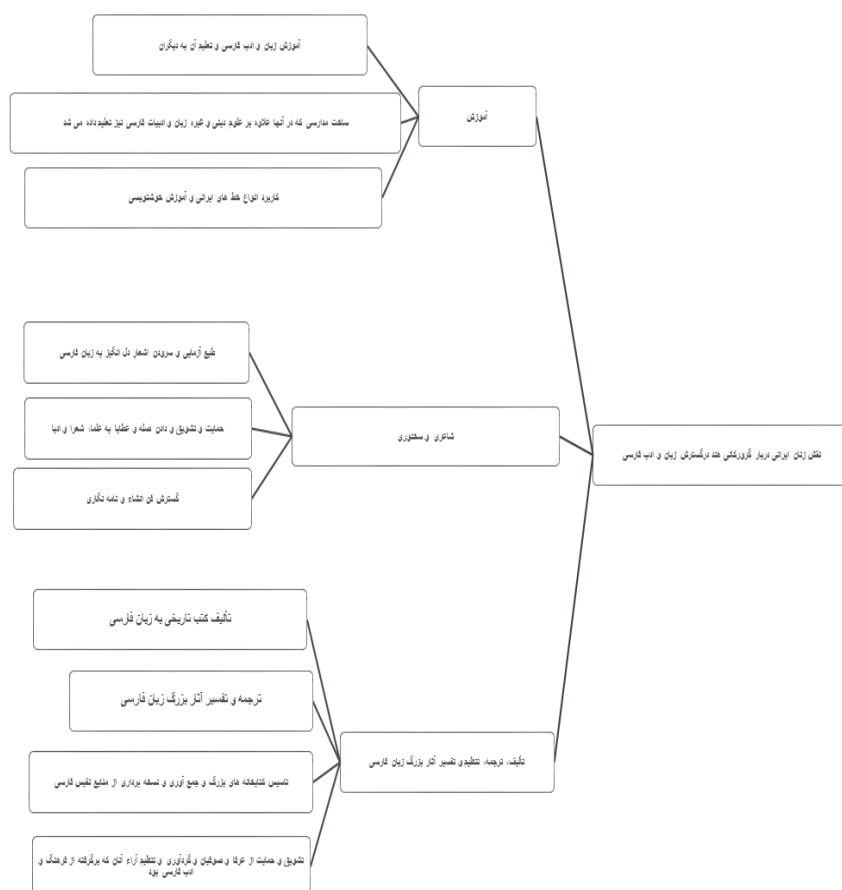 نقش زنان ایرانی دربار گورکانی هند درگسترش زبان و ادب فارسی
آموزش
آموزش زبان و ادب فارسی و تعلیم آن به دیگران
ساخت مدارسی که در آنها علاوه بر علوم دینی و غیره زبان و ادبیات فارسی نیز تعلیم داده می شد
کاربرد انواع خط های ایرانی و آموزش خوشنویسی
شاعری و سخنوری
طبع آزمایی و سرودن اشعار دل انگیز به زبان فارسی
حمایت و تشویق و دادن صله و عطایا به علما، شعرا و ادبا
گسترش فن انشاء و نامه نگاری
تألیف، ترجمه، تنظیم و تفسیر آثار بزرگ زبان فارسی
تألیف کتب تاریخی به زبان فارسی
ترجمه و تفسیر آثار بزرگ زبان فارسی
تاسیس کتابخانه های بزرگ و جمع آوری و نسخه برداری از منابع نفیس فارسی
تشویق و حمایت از عرفا و صوفیان و گردآوری و تنظیم آراء آنان که برگرفته از فرهنگ و
ادب فارسی بود